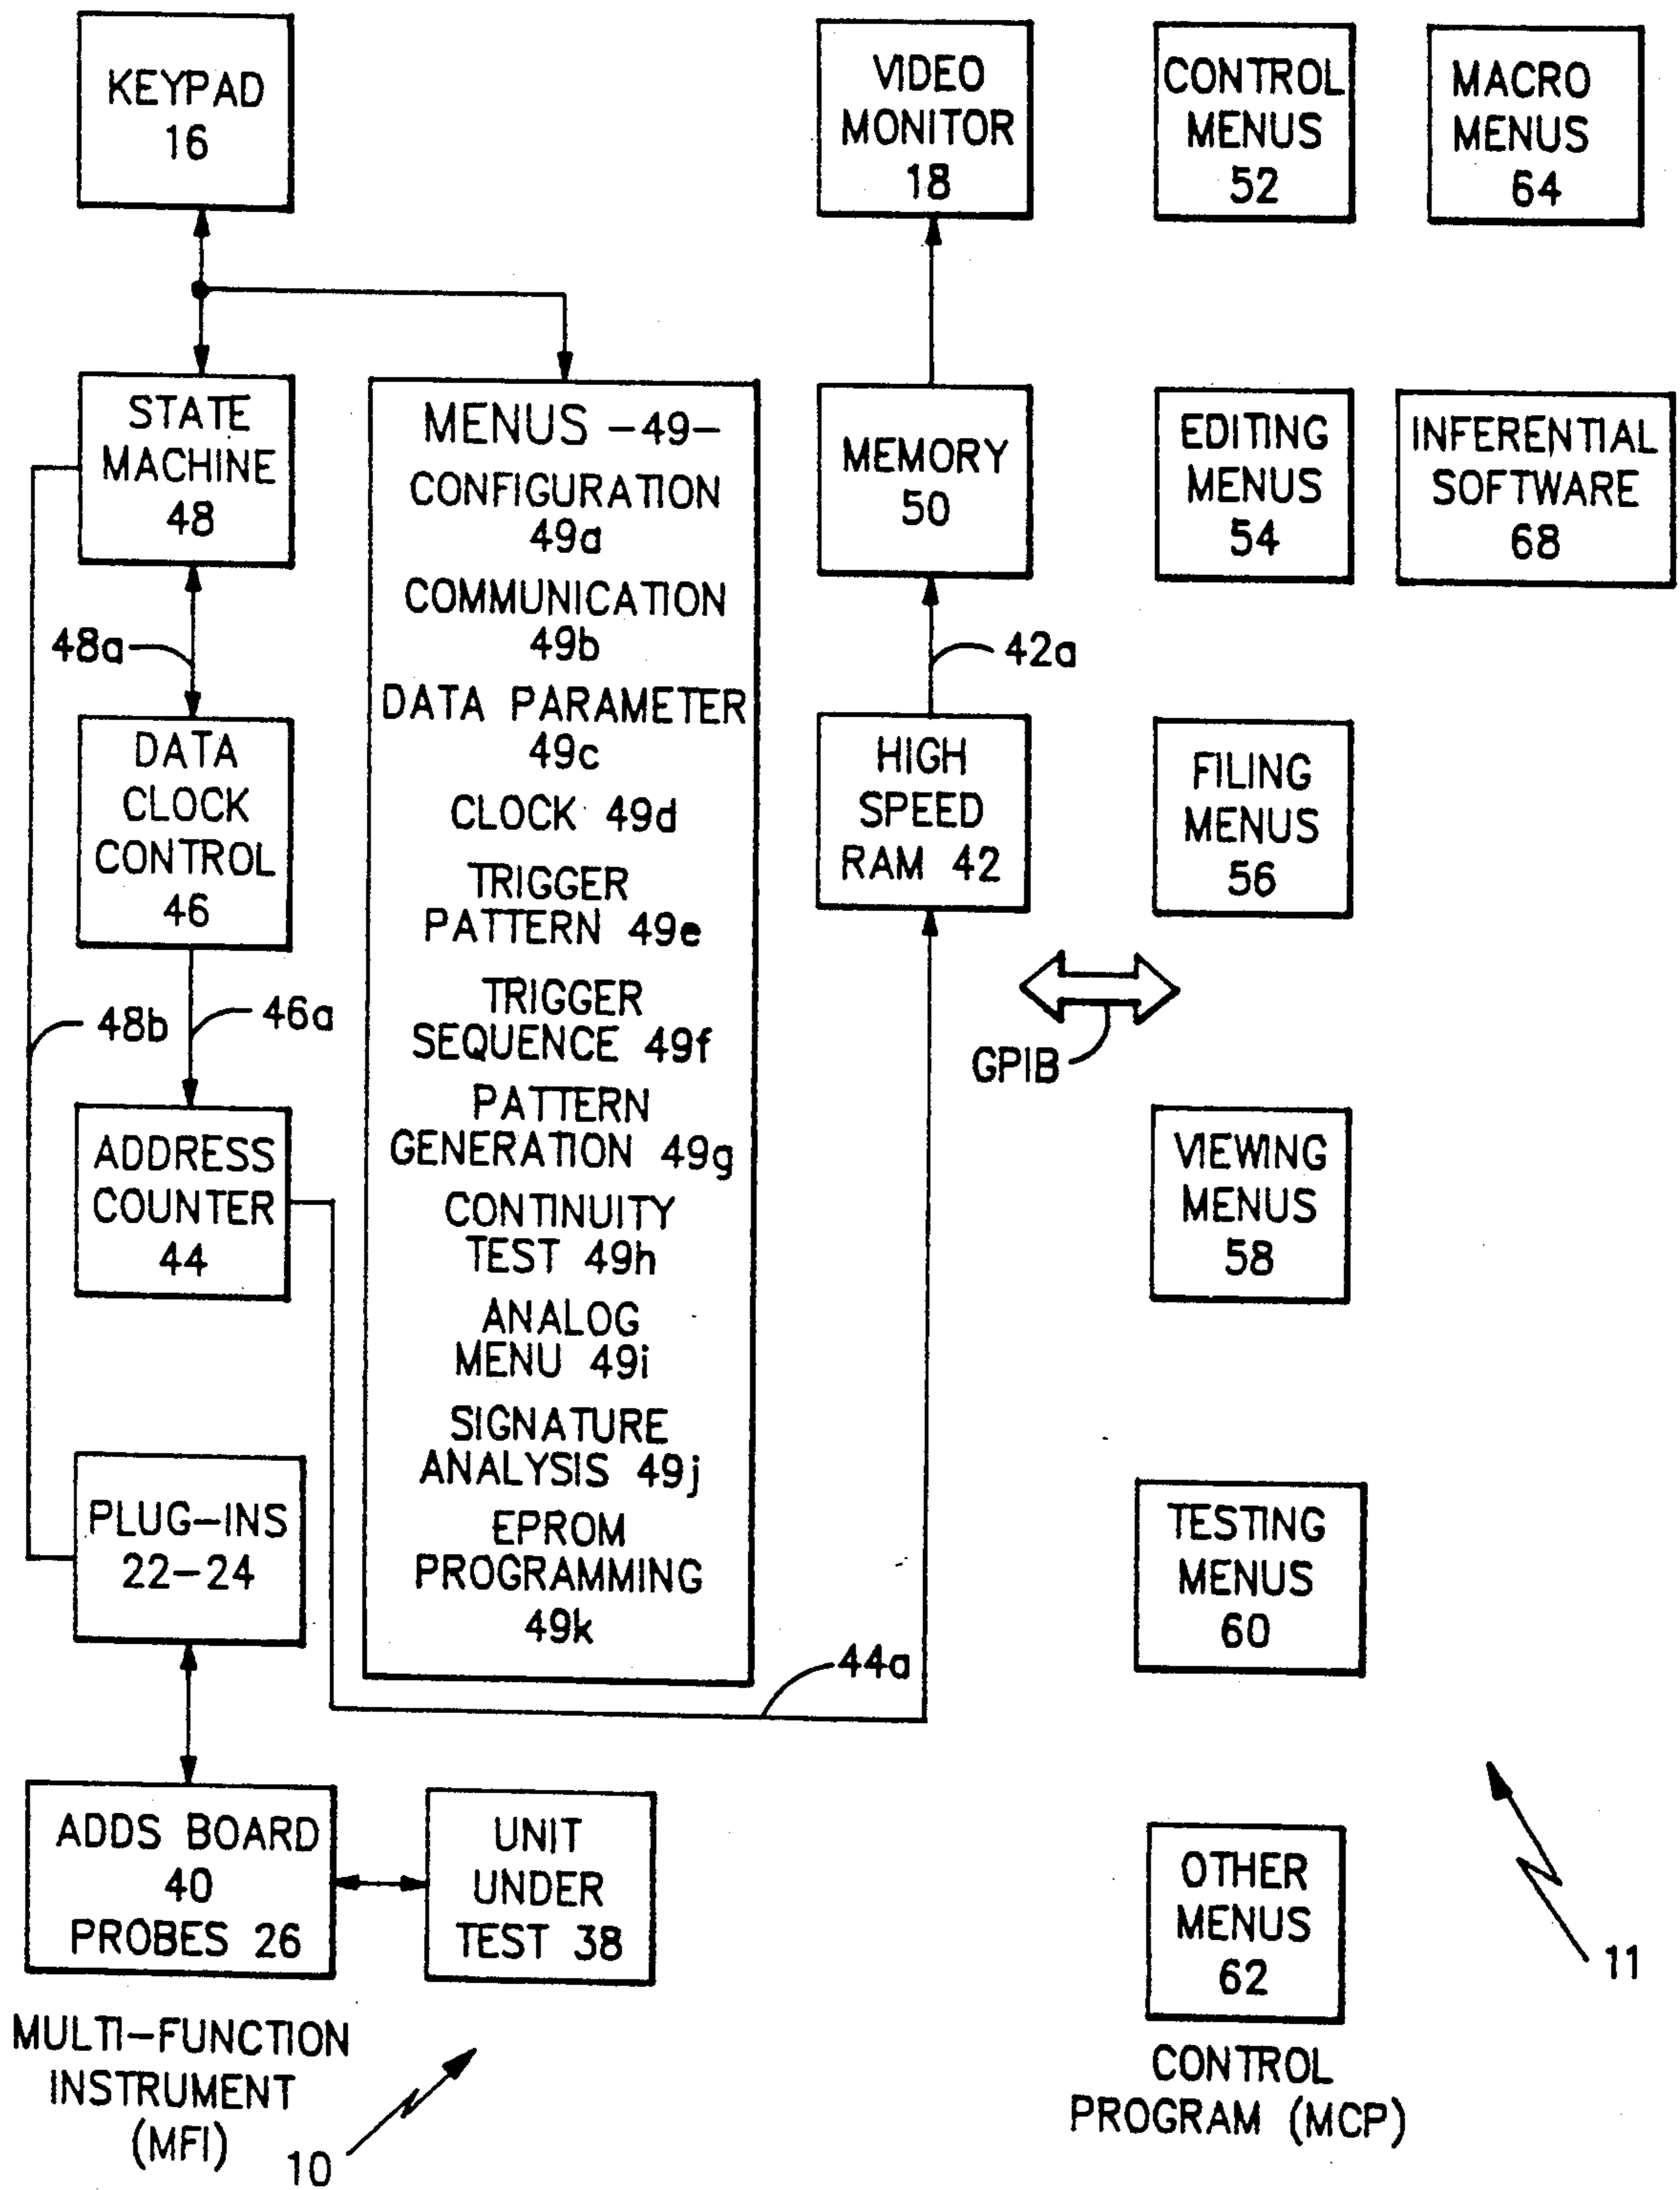 KEYPAD
16
VIDEO
MONITOR
18
CONTROL
MENUS
52
MACRO
MENUS
64
STATE
MACHINE
48
MENUS -49-
CONFIGURATION
49a
COMMUNICATION
49b
DATA PARAMETER
49c
CLOCK 49d
TRIGGER
PATTERN 49e
TRIGGER
SEQUENCE 49f
PATTERN
GENERATION 49g
CONTINUITY
TEST 49h
ANALOG
MENU 49i
SIGNATURE
ANALYSIS 49j
EPROM
PROGRAMMING
49k
MEMORY
50
EDITING
MENUS
54
INFERENTIAL
SOFTWARE
68
48a
42a
DATA
CLOCK
CONTROL
46
HIGH
SPEED
RAM 42
FILING
MENUS
56
48b
46a
GPIB
ADDRESS
COUNTER
44
VIEWING
MENUS
58
PLUG-INS
22-24
TESTING
MENUS
60
44a
ADDS BOARD
40
PROBES 26
UNIT
UNDER
TEST 38
OTHER
MENUS
62
11
MULTI-FUNCTION
INSTRUMENT
(MFI)
10
CONTROL
PROGRAM (MCP)